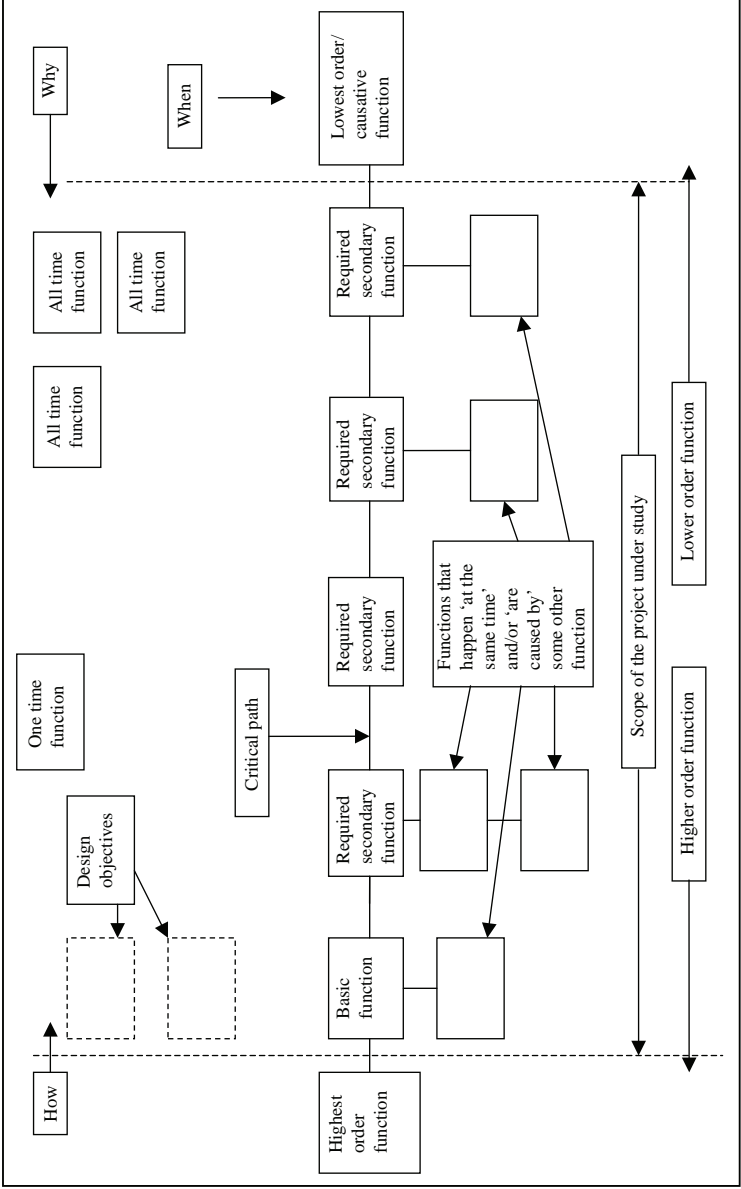 How
Why
One time
function
All time
function
All time
function
All time
function
Design
objectives
When
Critical path
Highest
order
function
Basic
function
Required
secondary
function
Required
secondary
function
Required
secondary
function
Required
secondary
function
Lowest order/
causative
function
Functions that
happen ‘at the
same time’
and/or ‘are
caused by’
some other
function
Scope of the project under study
Higher order function
Lower order function